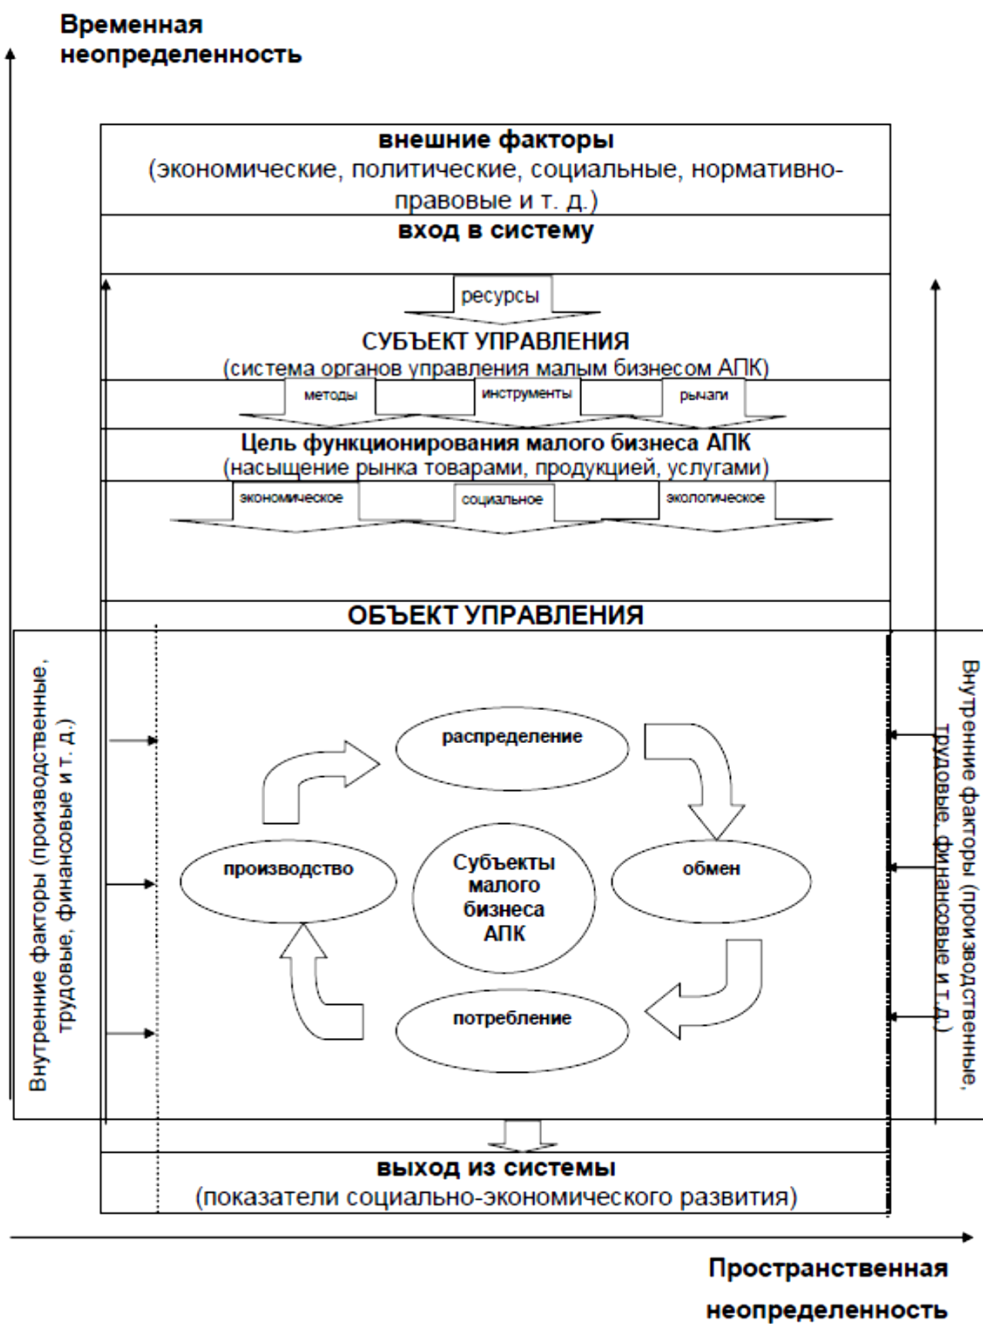 Временная
неопределенность
внешние факторы
(экономические, политические, социальные, нормативно-
правовые и т. д.)
вход в систему
ресурсы
СУБЪЕКТ УПРАВЛЕНИЯ
(система органов управления малым бизнесом АПК)
методы
инструменты
рычаги
Цель функционирования малого бизнеса АПК
(насыщение рынка товарами, продукцией, услугами)
экономическое
социальное
экологическое
ОБЪЕКТ УПРАВЛЕНИЯ
Внутренние факторы (производственные,
трудовые, финансовые и т. д.)
распределение
производство
Субъекты
малого
бизнеса
АПК
обмен
потребление
Внутренние факторы (производственные,
трудовые, финансовые и т.д.)
выход из системы
(показатели социально-экономического развития)
Пространственная
неопределенность